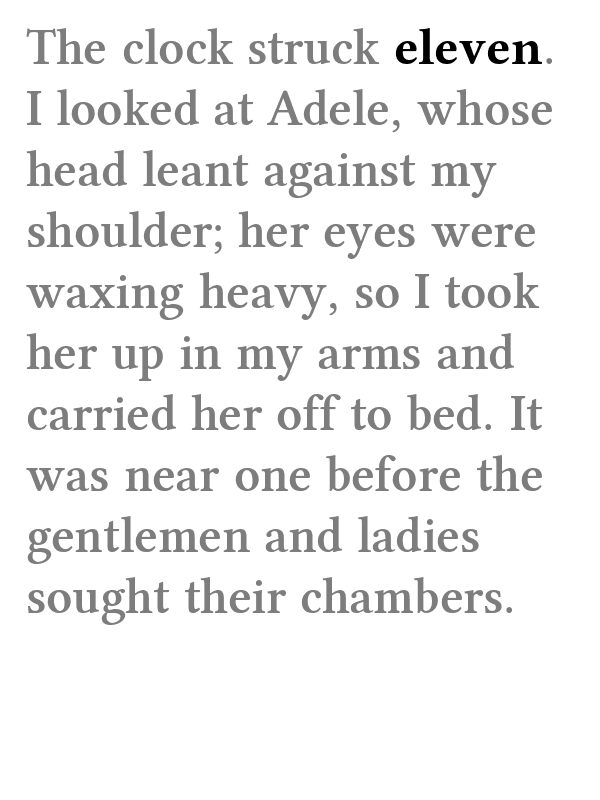 The clock struck eleven.
I looked at Adele, whose
head leant against my
shoulder; her eyes were
waxing heavy, so I took
her up in my arms and
carried her off to bed. It
was near one before the
gentlemen and ladies
sought their chambers.